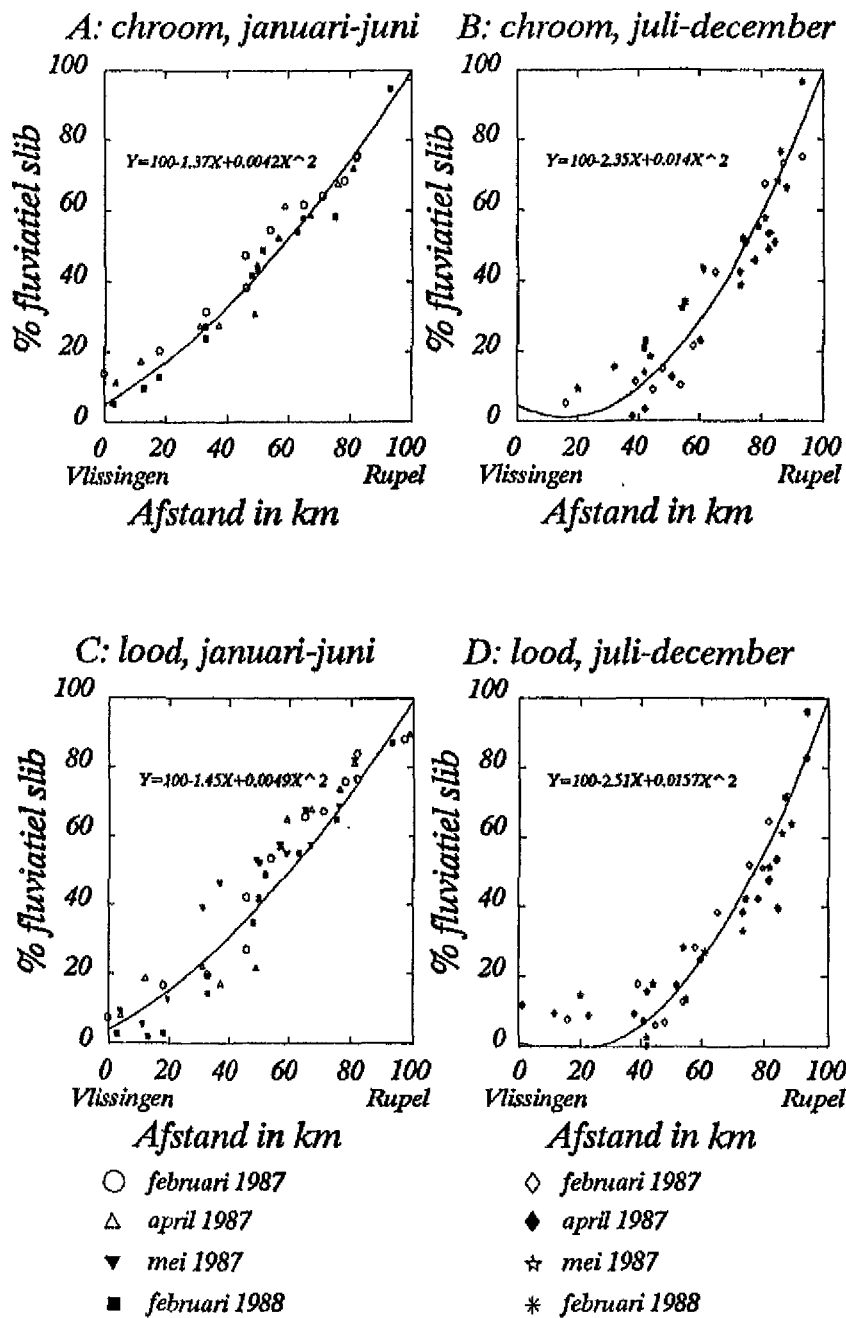 A: chroom, januari-juni
% fluviatiel slib
100
80
60
40
20
0
Y=100-1.37X+0.0042X^2
0 20 40 60 80 100
Vlissingen Rupel
Afstand in km
B: chroom, juli-december
% fluviatiel slib
100
80
60
40
20
0
Y=100-2.35X+0.014X^2
0 20 40 60 80 100
Vlissingen Rupel
Afstand in km
C: lood, januari-juni
% fluviatiel slib
100
80
60
40
20
0
Y=100-1.45X+0.0049X^2
0 20 40 60 80 100
Vlissingen Rupel
Afstand in km
D: lood, juli-december
% fluviatiel slib
100
80
60
40
20
0
Y=100-2.51X+0.0157X^2
0 20 40 60 80 100
Vlissingen Rupel
Afstand in km
februari 1987
april 1987
mei 1987
februari 1988
februari 1987
april 1987
mei 1987
februari 1988